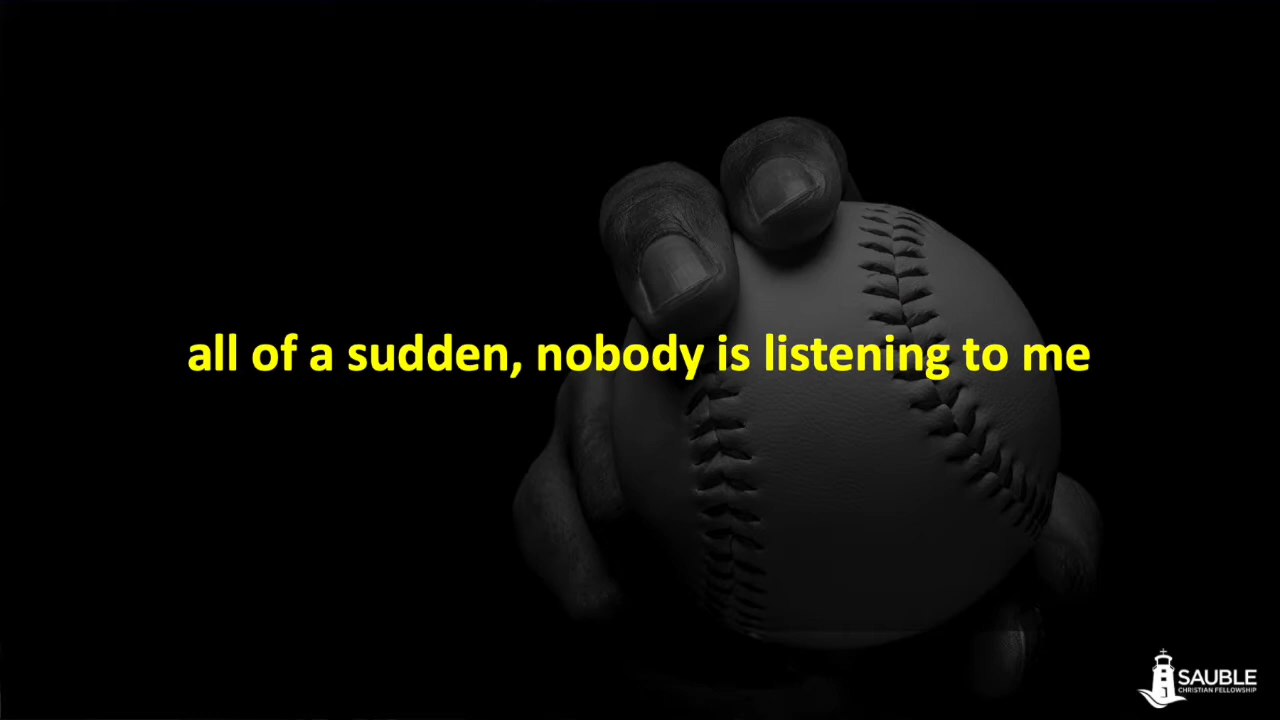 all of a sudden, nobody is listening to me
SAUBLE
CHRISTIAN FELLOWSHIP